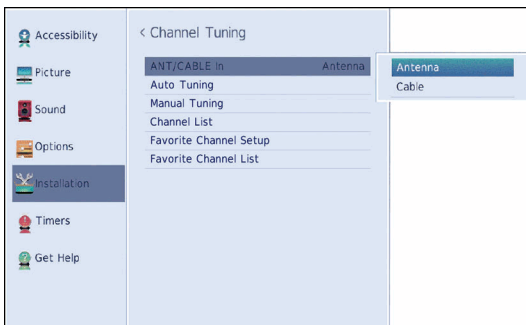 Accessibility
Picture
Sound
Options
Installation
Timers
Get Help
< Channel Tuning
ANT/CABLE In Antenna
Auto Tuning
Manual Tuning
Channel List
Favorite Channel Setup
Favorite Channel List
Antenna
Cable